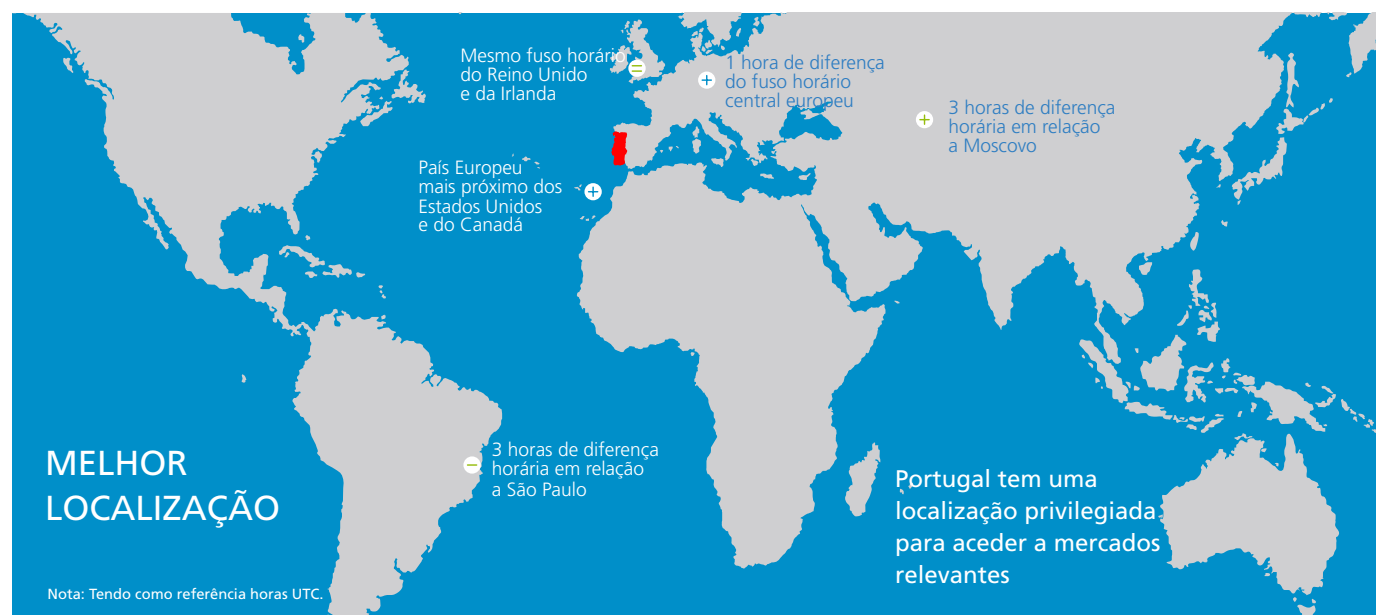 Mesmo fuso horário
do Reino Unido
e da Irlanda
1 hora de diferença
do fuso horário
central europeu
3 horas de diferença
horária em relação
a Moscovo
País Europeu
mais próximo dos
Estados Unidos
e do Canadá
3 horas de diferença
horária em relação
a São Paulo
MELHOR
LOCALIZAÇÃO
Portugal tem uma
localização privilegiada
para aceder a mercados
relevantes
Nota: Tendo como referência horas UTC.